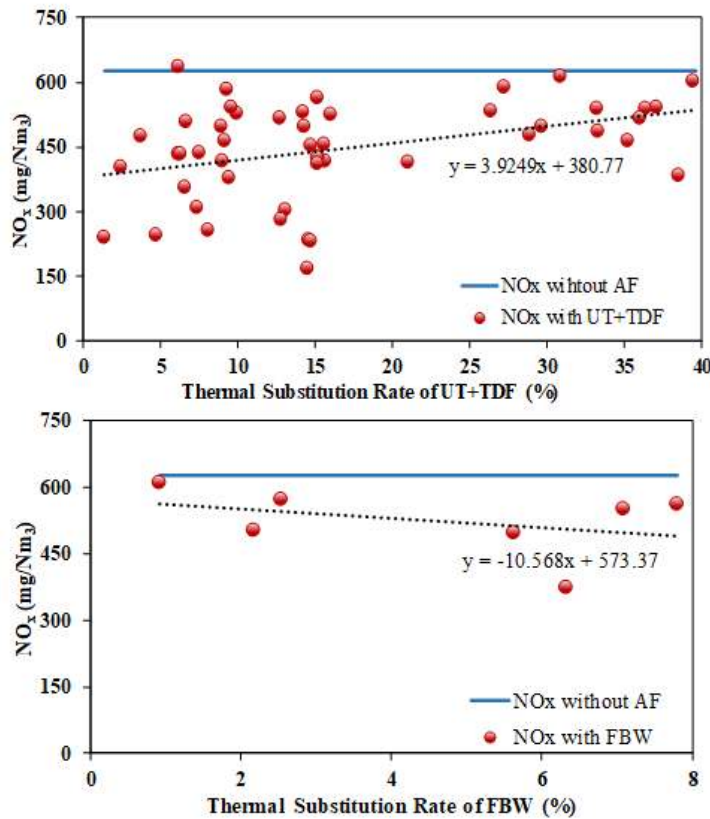 750
600
450
300
150
0
NOx (mg/Nm3)
y = 3.9249x + 380.77
NOx wihtout AF
NOx with UT+TDF
0 5 10 15 20 25 30 35 40
Thermal Substitution Rate of UT+TDF (%)
750
600
450
300
150
0
NOx (mg/Nm3)
y = -10.568x + 573.37
NOx without AF
NOx with FBW
0 2 4 6 8
Thermal Substitution Rate of FBW (%)